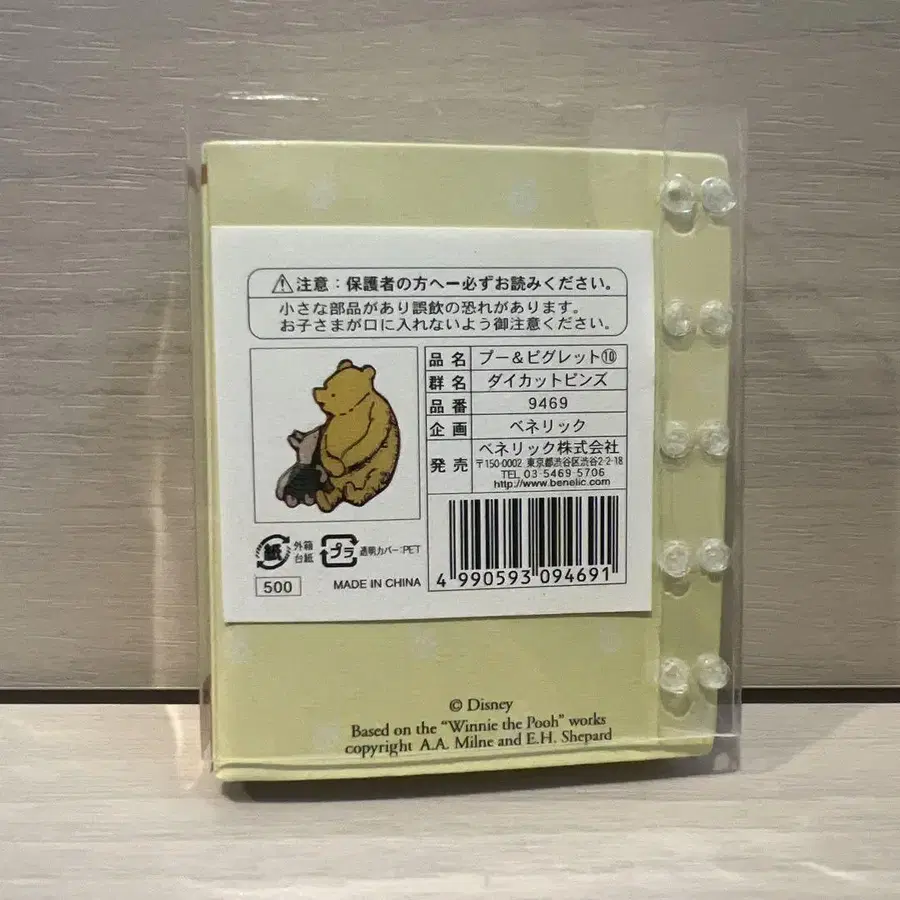 ⚠注意：保護者の方へ一必ずお読みください。
小さな部品があり誤飲の恐れがあります。
お子さまが口に入れないよう御注意ください。
品名 プー＆ピグレット⑩
群名 ダイカットピンズ
品番 9469
企画 ベネリック
発売 ベネリック株式会社
〒150-0002 東京都渋谷区渋谷2-2-18
TEL 03-5469-5706
http://www.benelic.com
紙 外箱
台紙
プラ 透明カバー:PET
500
MADE IN CHINA
4 990593 094691
© Disney
Based on the “Winnie the Pooh” works
copyright A.A. Milne and E.H. Shepard